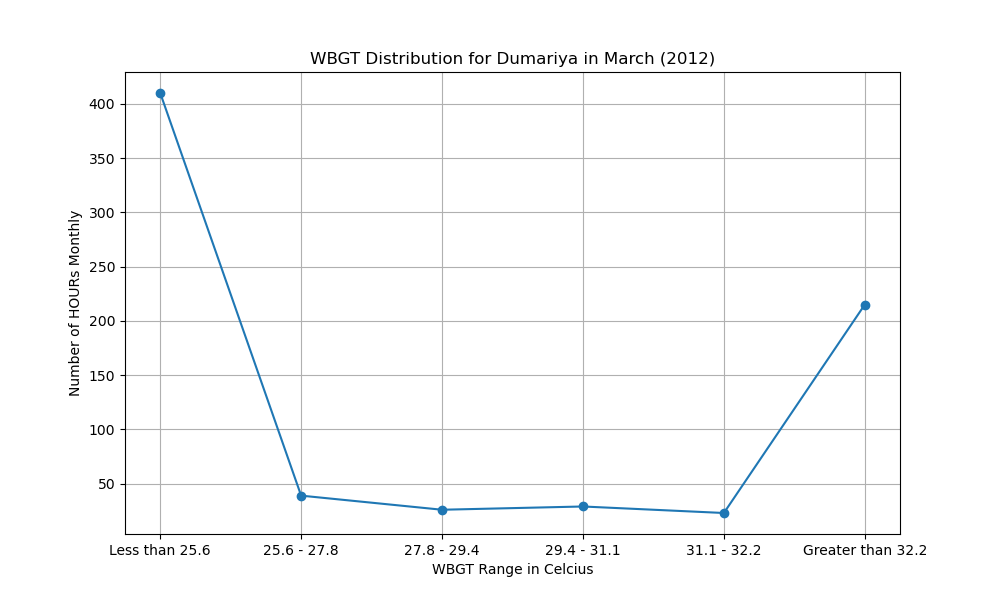 WBGT Distribution for Dumariya in March (2012)
Number of HOURs Monthly
400
350
300
250
200
150
100
50
Less than 25.6 25.6 - 27.8 27.8 - 29.4 29.4 - 31.1 31.1 - 32.2 Greater than 32.2
WBGT Range in Celcius